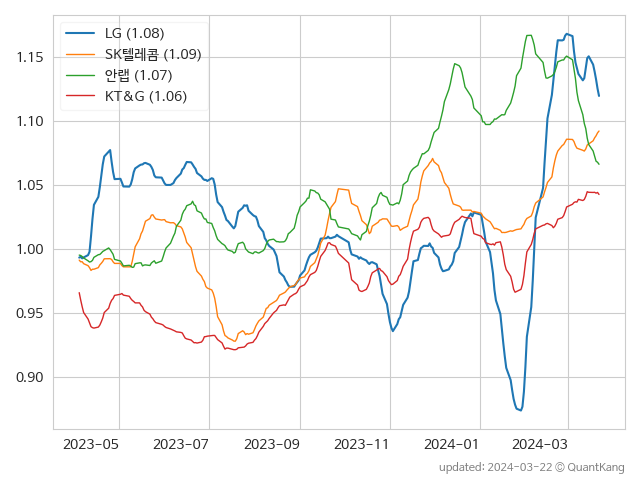 LG (1.08)
SK텔레콤 (1.09)
안랩 (1.07)
KT&G (1.06)
1.15
1.10
1.05
1.00
0.95
0.90
2023-05 2023-07 2023-09 2023-11 2024-01 2024-03
updated: 2024-03-22 © QuantKang